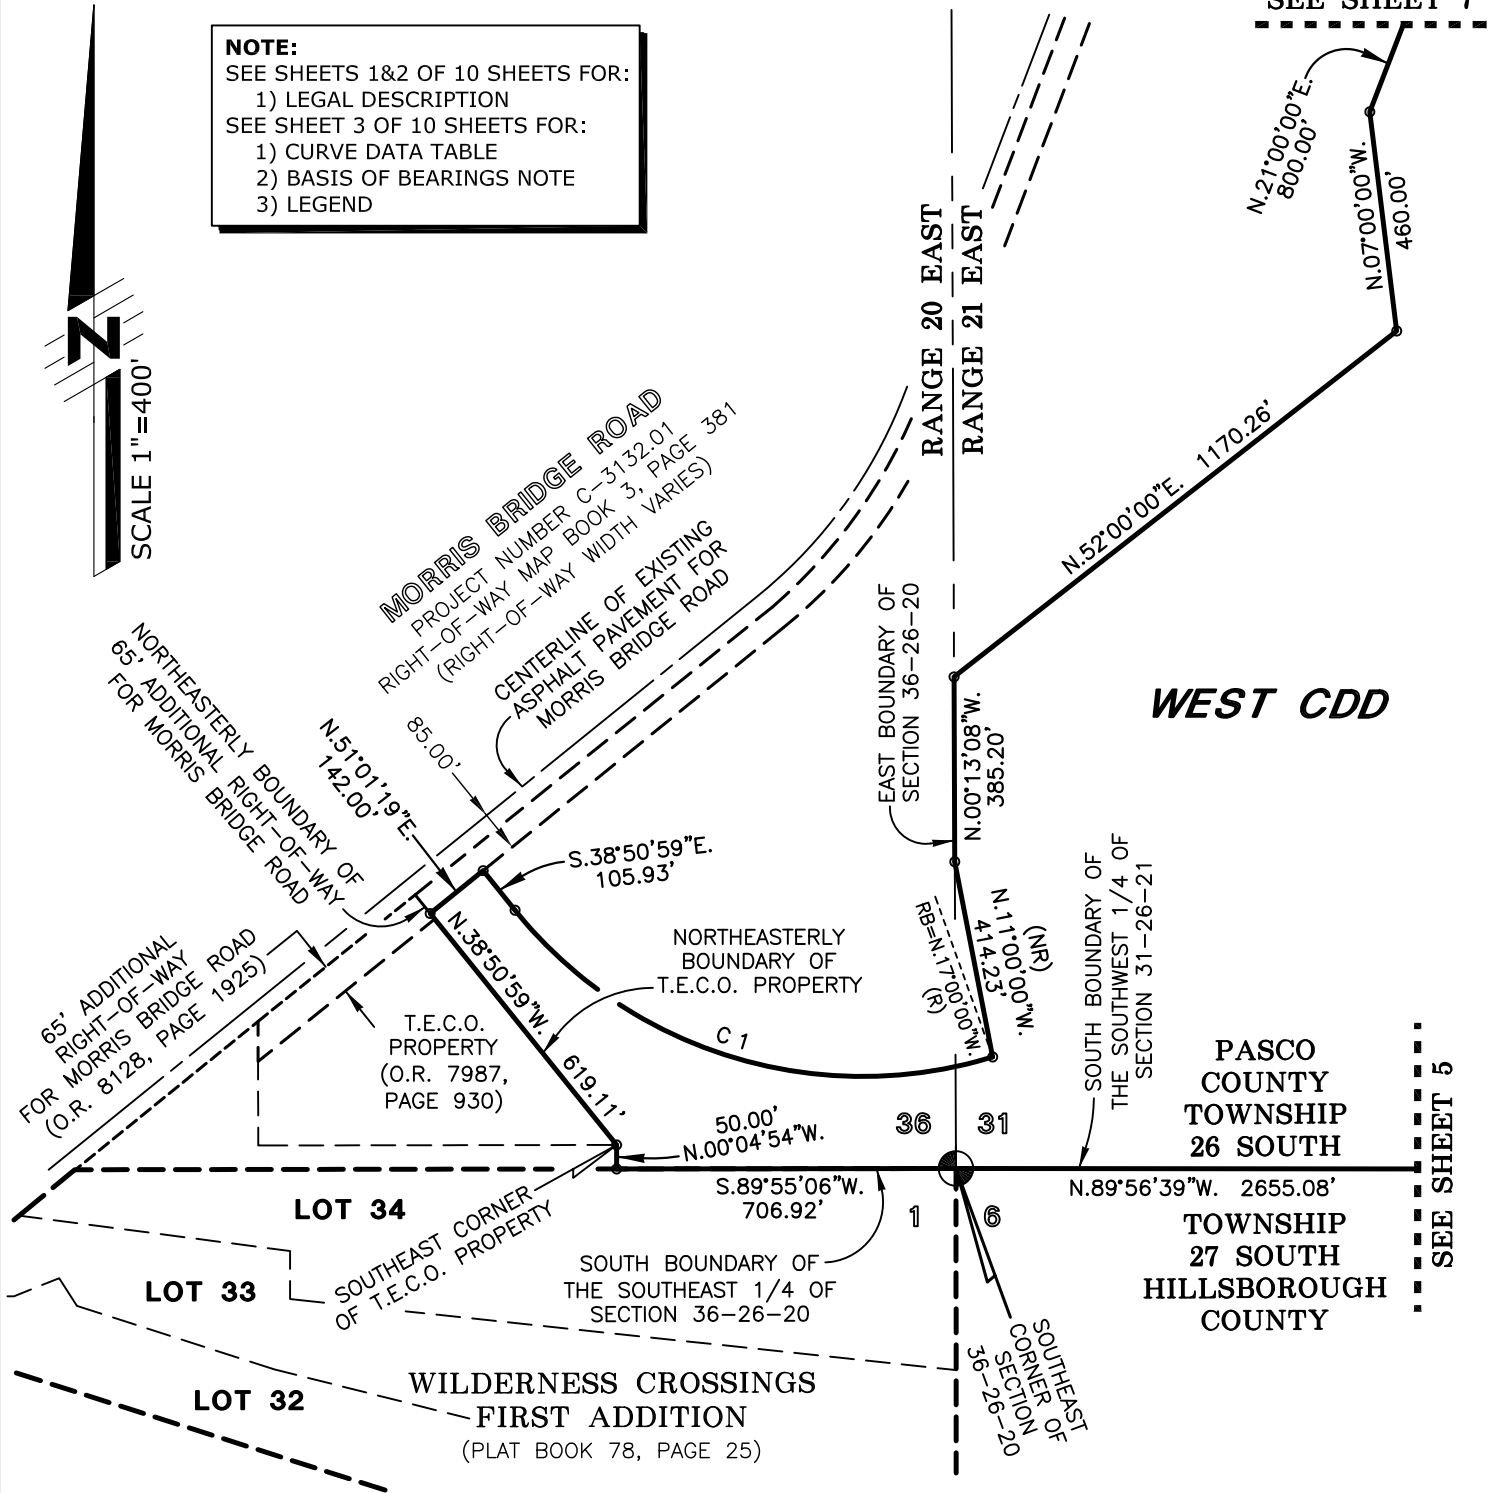 SEE SHEET 7
NOTE:
SEE SHEETS 1&2 OF 10 SHEETS FOR:
1) LEGAL DESCRIPTION
SEE SHEET 3 OF 10 SHEETS FOR:
1) CURVE DATA TABLE
2) BASIS OF BEARINGS NOTE
3) LEGEND
N
SCALE 1"=400'
N.21°00'00"E.
800.00'
N.07°00'00"W.
460.00'
RANGE 20 EAST
RANGE 21 EAST
MORRIS BRIDGE ROAD
PROJECT NUMBER C-3132.01
RIGHT-OF-WAY MAP BOOK 3, PAGE 381
(RIGHT-OF-WAY WIDTH VARIES)
CENTERLINE OF EXISTING
ASPHALT PAVEMENT FOR
MORRIS BRIDGE ROAD
N.52°00'00"E. 1170.26'
NORTHEASTERLY BOUNDARY OF
65' ADDITIONAL RIGHT-OF-WAY
FOR MORRIS BRIDGE ROAD
N.51°01'19"E.
142.00'
85.00'
EAST BOUNDARY OF
SECTION 36-26-20
N.00°13'08"W.
385.20'
WEST CDD
S.38°50'59"E.
105.93'
N.38°50'59"W. 619.11'
NORTHEASTERLY
BOUNDARY OF
T.E.C.O. PROPERTY
RB=N.17°00'00"W.
(R)
N.11°00'00"W.
414.23'
(NR)
SOUTH BOUNDARY OF
THE SOUTHWEST 1/4 OF
SECTION 31-26-21
65' ADDITIONAL
RIGHT-OF-WAY
FOR MORRIS BRIDGE ROAD
(O.R. 8128, PAGE 1925)
T.E.C.O.
PROPERTY
(O.R. 7987,
PAGE 930)
C 1
PASCO
COUNTY
TOWNSHIP
26 SOUTH
SEE SHEET 5
50.00'
N.00°04'54"W.
36
31
S.89°55'06"W.
706.92'
N.89°56'39"W. 2655.08'
1
6
TOWNSHIP
27 SOUTH
HILLSBOROUGH
COUNTY
LOT 34
SOUTHEAST CORNER
OF T.E.C.O. PROPERTY
SOUTH BOUNDARY OF
THE SOUTHEAST 1/4 OF
SECTION 36-26-20
LOT 33
SOUTHEAST
CORNER OF
SECTION
36-26-20
LOT 32
WILDERNESS CROSSINGS
FIRST ADDITION
(PLAT BOOK 78, PAGE 25)